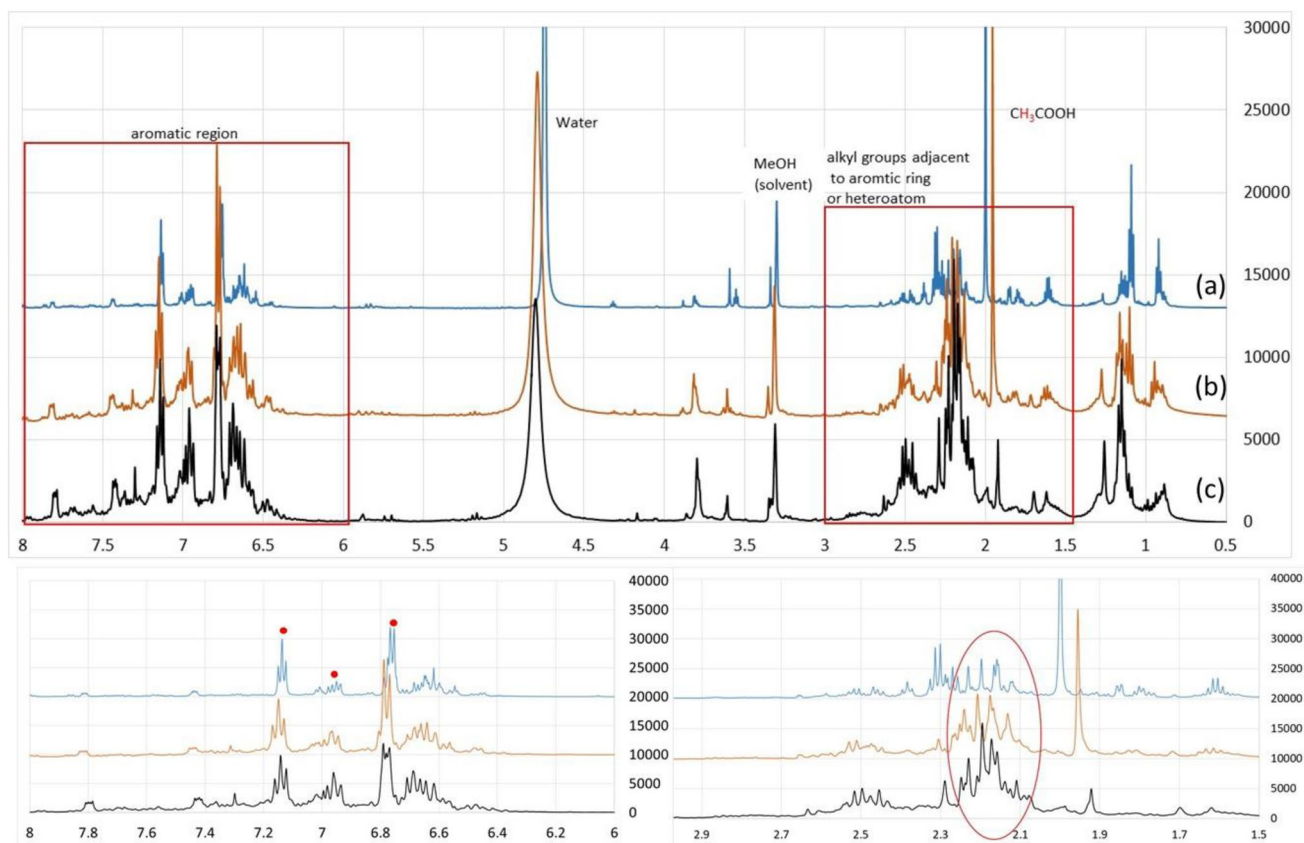 30000
25000
20000
15000
10000
5000
0
aromatic region
Water
MeOH
(solvent)
alkyl groups adjacent
to aromtic ring
or heteroatom
CH₃COOH
(a)
(b)
(c)
8 7.5 7 6.5 6 5.5 5 4.5 4 3.5 3 2.5 2 1.5 1 0.5
40000
35000
30000
25000
20000
15000
10000
5000
0
8 7.8 7.6 7.4 7.2 7 6.8 6.6 6.4 6.2 6
40000
35000
30000
25000
20000
15000
10000
5000
0
2.9 2.7 2.5 2.3 2.1 1.9 1.7 1.5